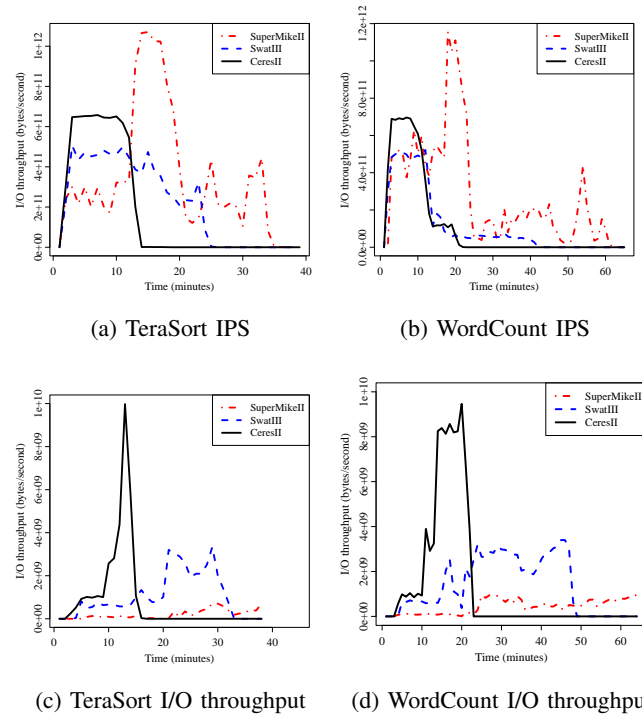 I/O throughput (bytes/second)
0e+00 2e+11 4e+11 6e+11 8e+11 1e+12
SuperMikeII
SwatIII
CeresII
0 10 20 30 40
Time (minutes)
(a) TeraSort IPS
I/O throughput (bytes/second)
0.0e+00 4.0e+11 8.0e+11 1.2e+12
SuperMikeII
SwatIII
CeresII
0 10 20 30 40 50 60
Time (minutes)
(b) WordCount IPS
I/O throughput (bytes/second)
0e+00 2e+09 4e+09 6e+09 8e+09 1e+10
SuperMikeII
SwatIII
CeresII
0 10 20 30 40
Time (minutes)
(c) TeraSort I/O throughput
I/O throughput (bytes/second)
0e+00 2e+09 4e+09 6e+09 8e+09 1e+10
SuperMikeII
SwatIII
CeresII
0 10 20 30 40 50 60
Time (minutes)
(d) WordCount I/O throughpu